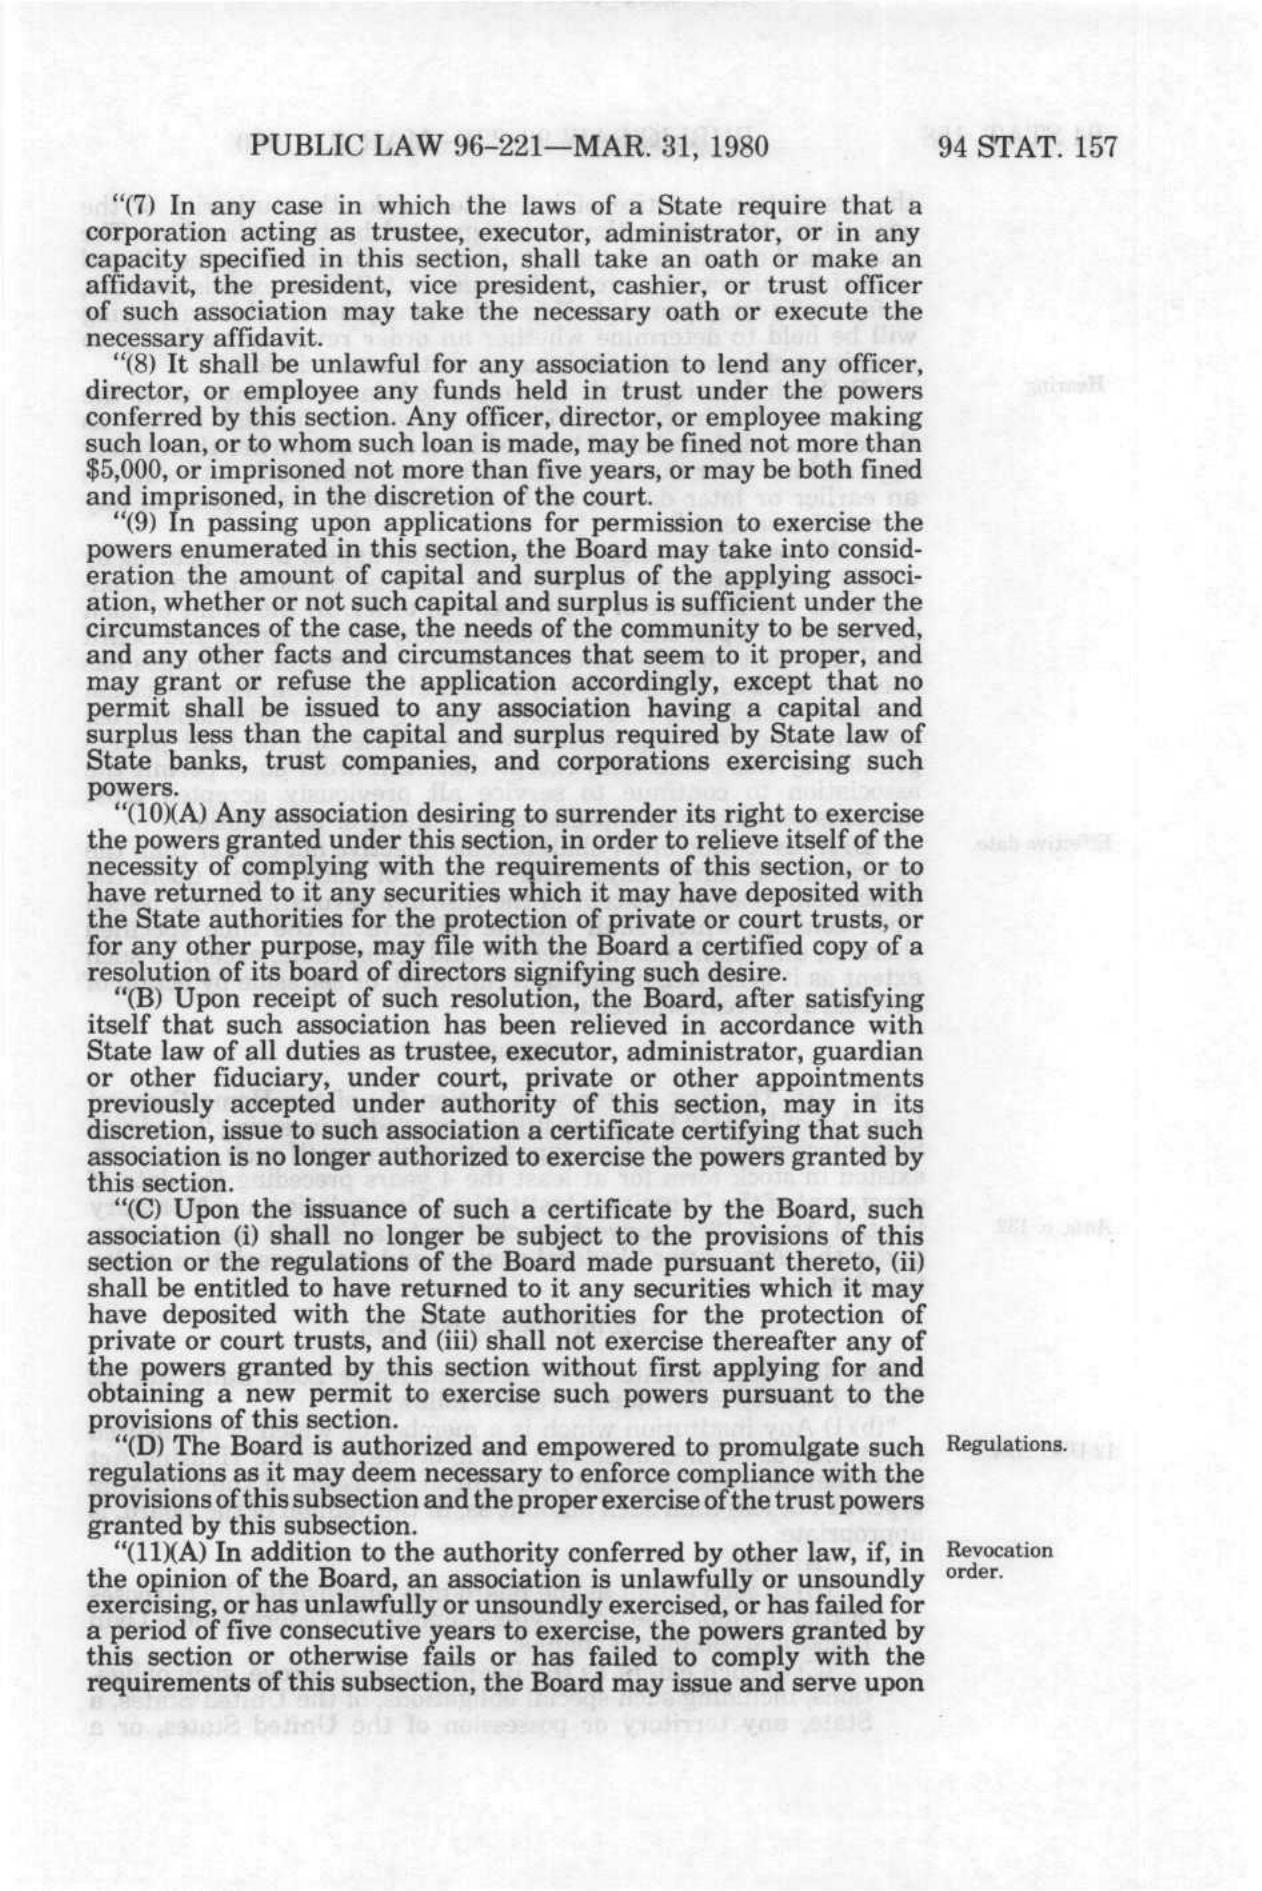 PUBLIC LAW 96–221—MAR. 31, 1980 94 STAT. 157
“(7) In any case in which the laws of a State require that a
corporation acting as trustee, executor, administrator, or in any
capacity specified in this section, shall take an oath or make an
affidavit, the president, vice president, cashier, or trust officer
of such association may take the necessary oath or execute the
necessary affidavit.
“(8) It shall be unlawful for any association to lend any officer,
director, or employee any funds held in trust under the powers
conferred by this section. Any officer, director, or employee making
such loan, or to whom such loan is made, may be fined not more than
$5,000, or imprisoned not more than five years, or may be both fined
and imprisoned, in the discretion of the court.
“(9) In passing upon applications for permission to exercise the
powers enumerated in this section, the Board may take into consid-
eration the amount of capital and surplus of the applying associ-
ation, whether or not such capital and surplus is sufficient under the
circumstances of the case, the needs of the community to be served,
and any other facts and circumstances that seem to it proper, and
may grant or refuse the application accordingly, except that no
permit shall be issued to any association having a capital and
surplus less than the capital and surplus required by State law of
State banks, trust companies, and corporations exercising such
powers.
“(10)(A) Any association desiring to surrender its right to exercise
the powers granted under this section, in order to relieve itself of the
necessity of complying with the requirements of this section, or to
have returned to it any securities which it may have deposited with
the State authorities for the protection of private or court trusts, or
for any other purpose, may file with the Board a certified copy of a
resolution of its board of directors signifying such desire.
“(B) Upon receipt of such resolution, the Board, after satisfying
itself that such association has been relieved in accordance with
State law of all duties as trustee, executor, administrator, guardian
or other fiduciary, under court, private or other appointments
previously accepted under authority of this section, may in its
discretion, issue to such association a certificate certifying that such
association is no longer authorized to exercise the powers granted by
this section.
“(C) Upon the issuance of such a certificate by the Board, such
association (i) shall no longer be subject to the provisions of this
section or the regulations of the Board made pursuant thereto, (ii)
shall be entitled to have returned to it any securities which it may
have deposited with the State authorities for the protection of
private or court trusts, and (iii) shall not exercise thereafter any of
the powers granted by this section without first applying for and
obtaining a new permit to exercise such powers pursuant to the
provisions of this section.
“(D) The Board is authorized and empowered to promulgate such
regulations as it may deem necessary to enforce compliance with the
provisions of this subsection and the proper exercise of the trust powers
granted by this subsection.
Regulations.
“(11)(A) In addition to the authority conferred by other law, if, in
the opinion of the Board, an association is unlawfully or unsoundly
exercising, or has unlawfully or unsoundly exercised, or has failed for
a period of five consecutive years to exercise, the powers granted by
this section or otherwise fails or has failed to comply with the
requirements of this subsection, the Board may issue and serve upon
Revocation
order.